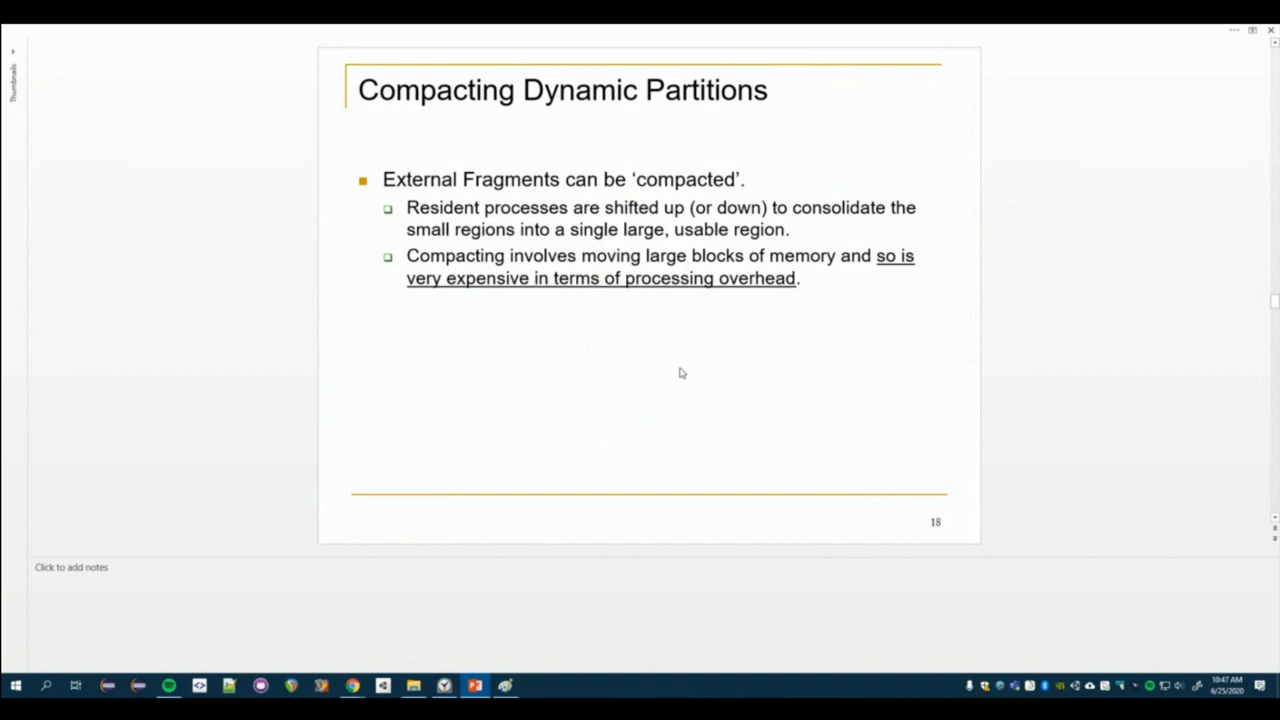 Thumbnails
Compacting Dynamic Partitions
External Fragments can be ‘compacted’.
Resident processes are shifted up (or down) to consolidate the
small regions into a single large, usable region.
Compacting involves moving large blocks of memory and so is
very expensive in terms of processing overhead.
18
Click to add notes
10:47 AM
6/25/2020